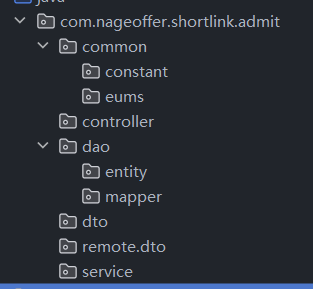 java
com.nageoffer.shortlink.admit
common
constant
eums
controller
dao
entity
mapper
dto
remote.dto
service